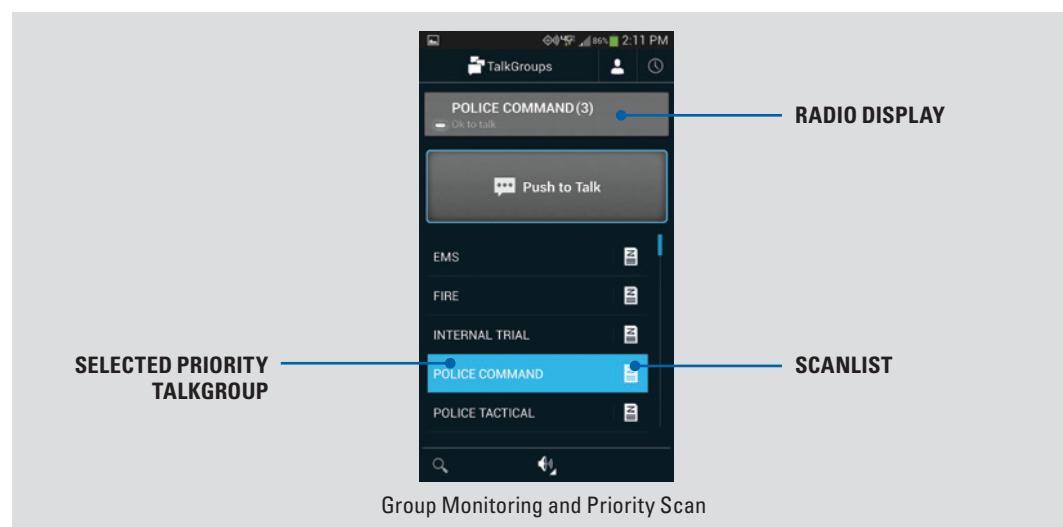 86% 2:11 PM
TalkGroups
POLICE COMMAND (3)
Ok to talk
RADIO DISPLAY
Push to Talk
EMS
FIRE
INTERNAL TRIAL
SELECTED PRIORITY
TALKGROUP
POLICE COMMAND
SCANLIST
POLICE TACTICAL
Group Monitoring and Priority Scan